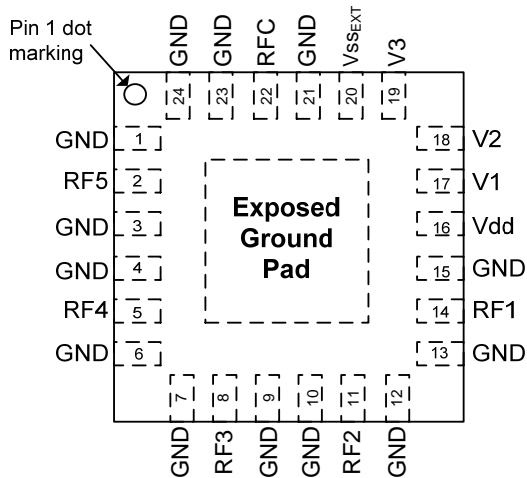 Pin 1 dot
marking
GND
GND
RFC
GND
VSSEXT
V3
24
23
22
21
20
19
GND 1
RF5 2
GND 3
GND 4
RF4 5
GND 6
18 V2
17 V1
16 Vdd
15 GND
14 RF1
13 GND
Exposed
Ground
Pad
7
8
9
10
11
12
GND
RF3
GND
GND
RF2
GND